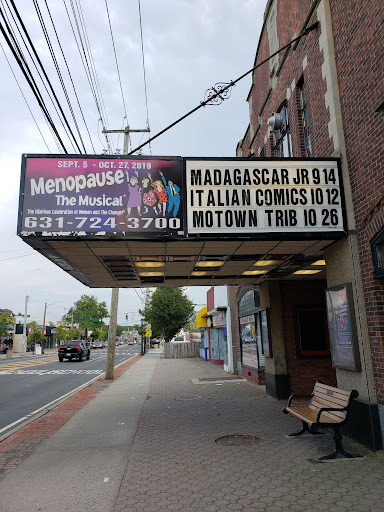 SEPT. 5 - OCT. 27, 2019
Menopause
The Musical®
The Hilarious Celebration of Women and The Change!®
631-724-3700
MADAGASCAR JR 9 14
ITALIAN COMICS 10 12
MOTOWN TRIB 10 26